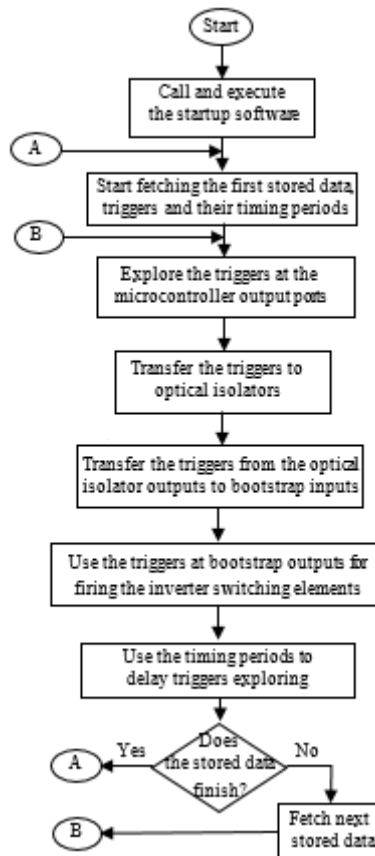 Start
Call and execute
the startup software
A
Start fetching the first stored data,
triggers and their timing periods
B
Explore the triggers at the
microcontroller output ports
Transfer the triggers to
optical isolators
Transfer the triggers from the optical
isolator outputs to bootstrap inputs
Use the triggers at bootstrap outputs for
firing the inverter switching elements
Use the timing periods to
delay triggers exploring
Does
the stored data
finish?
Yes
No
A
Fetch next
stored data
B